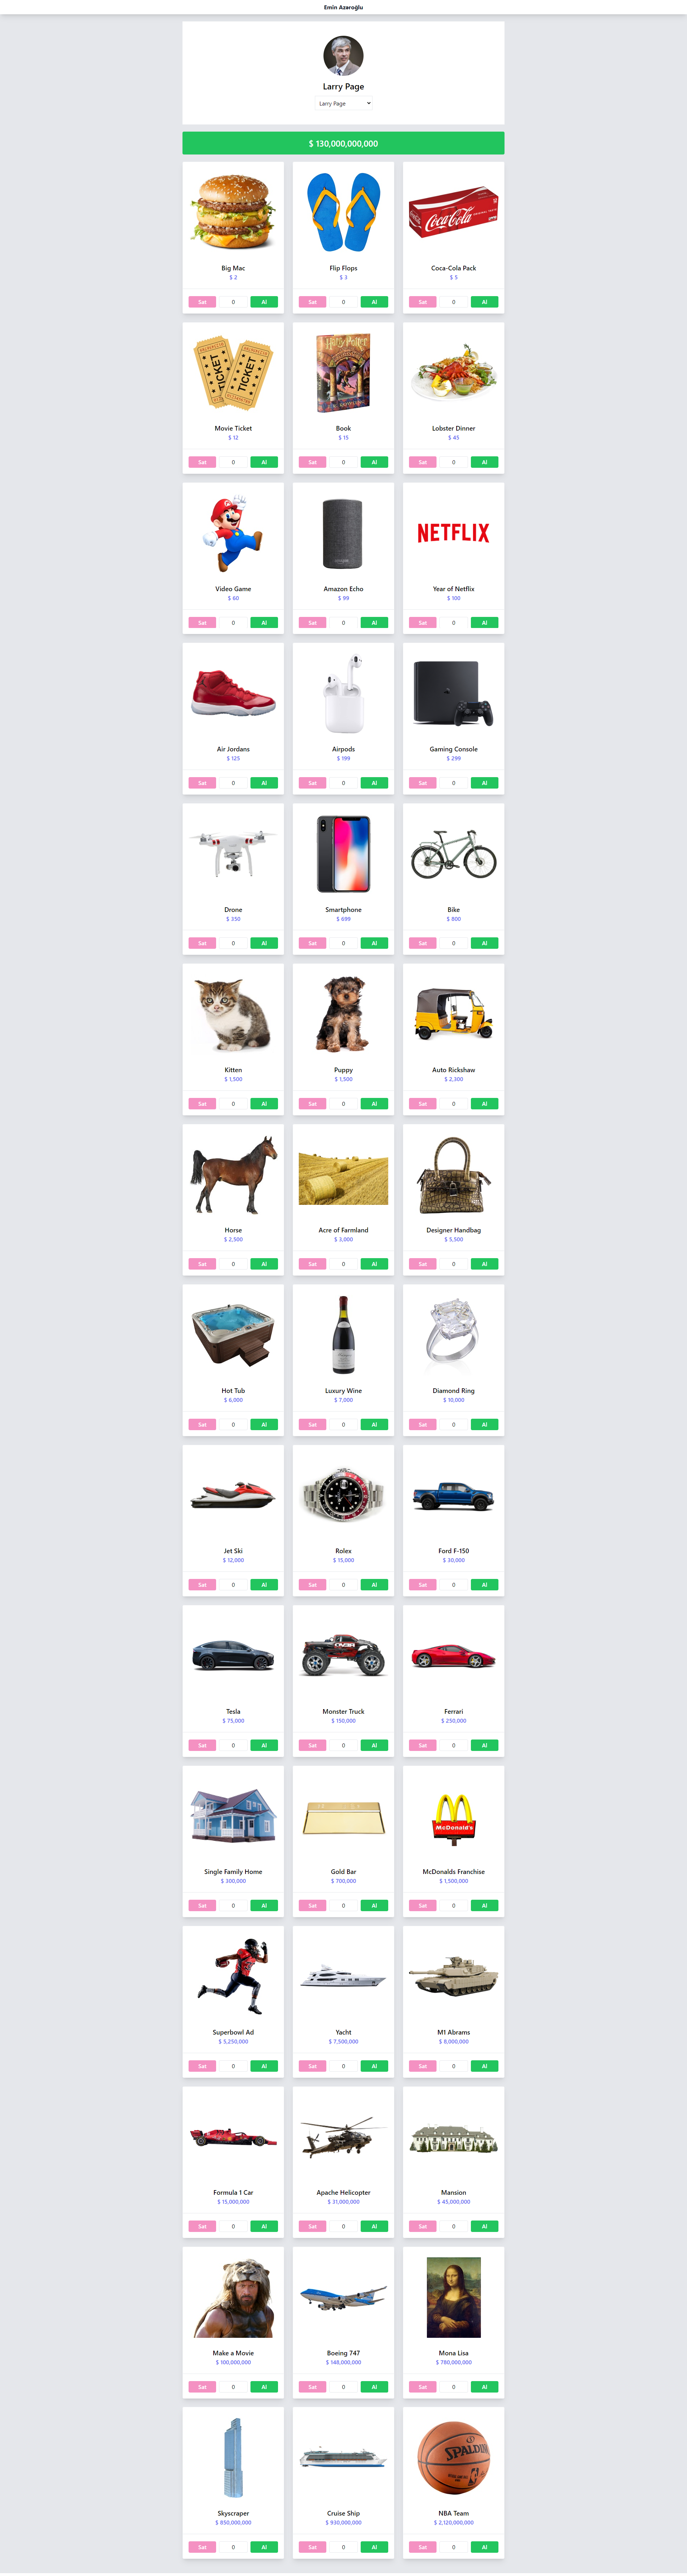 Emin Azəroğlu
Larry Page
Larry Page
$ 130,000,000,000
Coca-Cola
Big Mac
Flip Flops
Coca-Cola Pack
$ 2
$ 3
$ 5
Sat 0 Al
Sat 0 Al
Sat 0 Al
TICKET
TICKET
Harry Potter
Movie Ticket
Book
Lobster Dinner
$ 12
$ 15
$ 45
Sat 0 Al
Sat 0 Al
Sat 0 Al
NETFLIX
Video Game
Amazon Echo
Year of Netflix
$ 60
$ 99
$ 100
Sat 0 Al
Sat 0 Al
Sat 0 Al
Air Jordans
Airpods
Gaming Console
$ 125
$ 199
$ 299
Sat 0 Al
Sat 0 Al
Sat 0 Al
Drone
Smartphone
Bike
$ 350
$ 699
$ 800
Sat 0 Al
Sat 0 Al
Sat 0 Al
Kitten
Puppy
Auto Rickshaw
$ 1,500
$ 1,500
$ 2,300
Sat 0 Al
Sat 0 Al
Sat 0 Al
Horse
Acre of Farmland
Designer Handbag
$ 2,500
$ 3,000
$ 5,500
Sat 0 Al
Sat 0 Al
Sat 0 Al
Hot Tub
Luxury Wine
Diamond Ring
$ 6,000
$ 7,000
$ 10,000
Sat 0 Al
Sat 0 Al
Sat 0 Al
Jet Ski
Rolex
Ford F-150
$ 12,000
$ 15,000
$ 30,000
Sat 0 Al
Sat 0 Al
Sat 0 Al
Tesla
Monster Truck
Ferrari
$ 75,000
$ 150,000
$ 250,000
Sat 0 Al
Sat 0 Al
Sat 0 Al
McDonald's
Single Family Home
Gold Bar
McDonalds Franchise
$ 300,000
$ 700,000
$ 1,500,000
Sat 0 Al
Sat 0 Al
Sat 0 Al
Superbowl Ad
Yacht
M1 Abrams
$ 5,250,000
$ 7,500,000
$ 8,000,000
Sat 0 Al
Sat 0 Al
Sat 0 Al
Formula 1 Car
Apache Helicopter
Mansion
$ 15,000,000
$ 31,000,000
$ 45,000,000
Sat 0 Al
Sat 0 Al
Sat 0 Al
Make a Movie
Boeing 747
Mona Lisa
$ 100,000,000
$ 148,000,000
$ 780,000,000
Sat 0 Al
Sat 0 Al
Sat 0 Al
SPALDING
Skyscraper
Cruise Ship
NBA Team
$ 850,000,000
$ 930,000,000
$ 2,120,000,000
Sat 0 Al
Sat 0 Al
Sat 0 Al